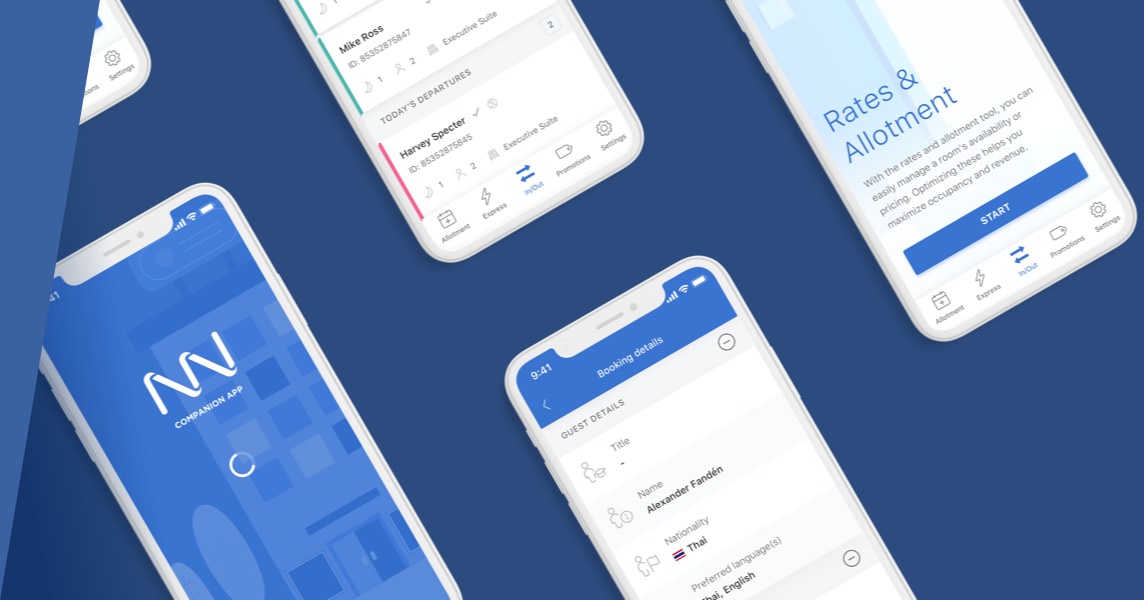 ons
Settings
1
Mike Ross
ID: 85352875847
1
2
Executive Suite
TODAY'S DEPARTURES
2
Harvey Specter
ID: 85352875845
1
2
Executive Suite
Allotment
Express
In/Out
Promotions
Settings
Rates &
Allotment
With the rates and allotment tool, you can
easily manage a room's availability or
pricing. Optimizing these helps you
maximize occupancy and revenue.
START
Allotment
Express
In/Out
Promotions
Settings
41
COMPANION APP
9:41
Booking details
GUEST DETAILS
Title
-
Name
Alexander Fandén
Nationality
Thai
Preferred language(s)
Thai, English